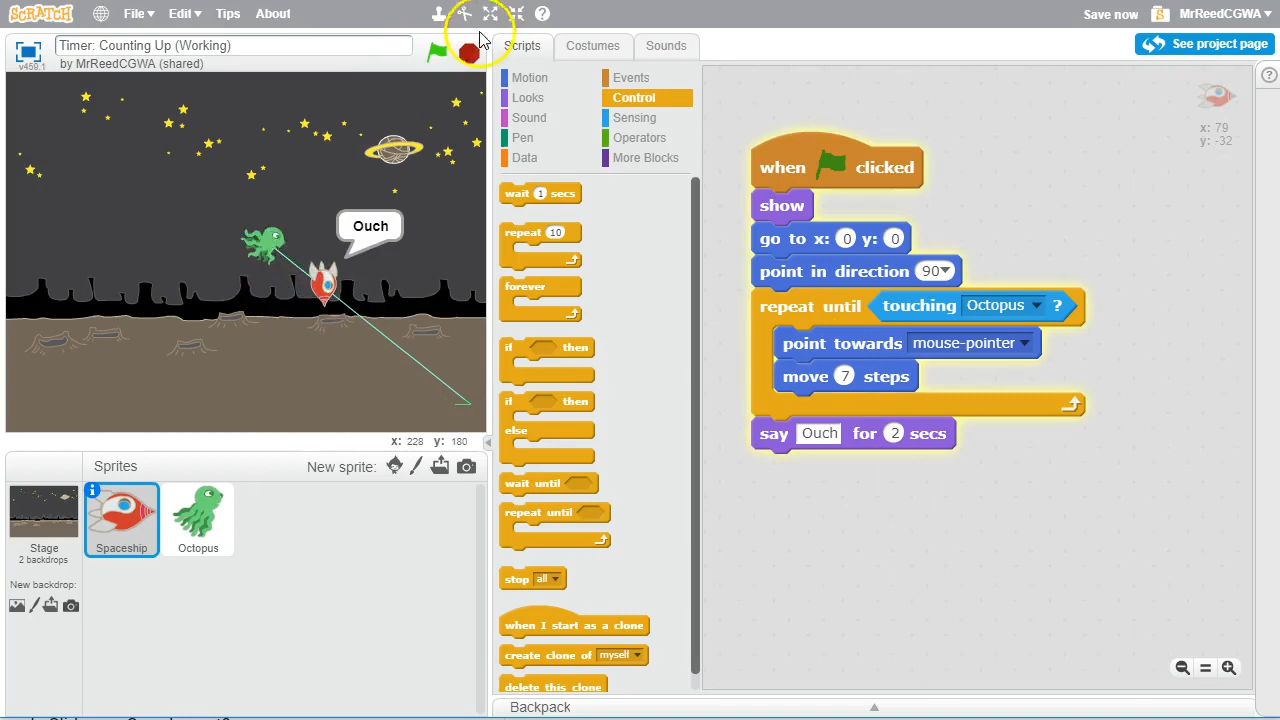 SCRATCH File Edit Tips About Save now S MrReedCGWA
Timer: Counting Up (Working)
by MrReedCGWA (shared)
v459.1
Scripts Costumes Sounds
See project page
Motion Events
Looks Control
Sound Sensing
Pen Operators
Data More Blocks
wait 1 secs
repeat 10
forever
if then
if then
else
wait until
repeat until
stop all
when I start as a clone
create clone of myself
delete this clone
Ouch
x: 228 y: 180
x: 79
y: -32
when clicked
show
go to x: 0 y: 0
point in direction 90
repeat until touching Octopus ?
point towards mouse-pointer
move 7 steps
say Ouch for 2 secs
Sprites New sprite:
Stage
2 backdrops
New backdrop:
Spaceship
Octopus
Backpack